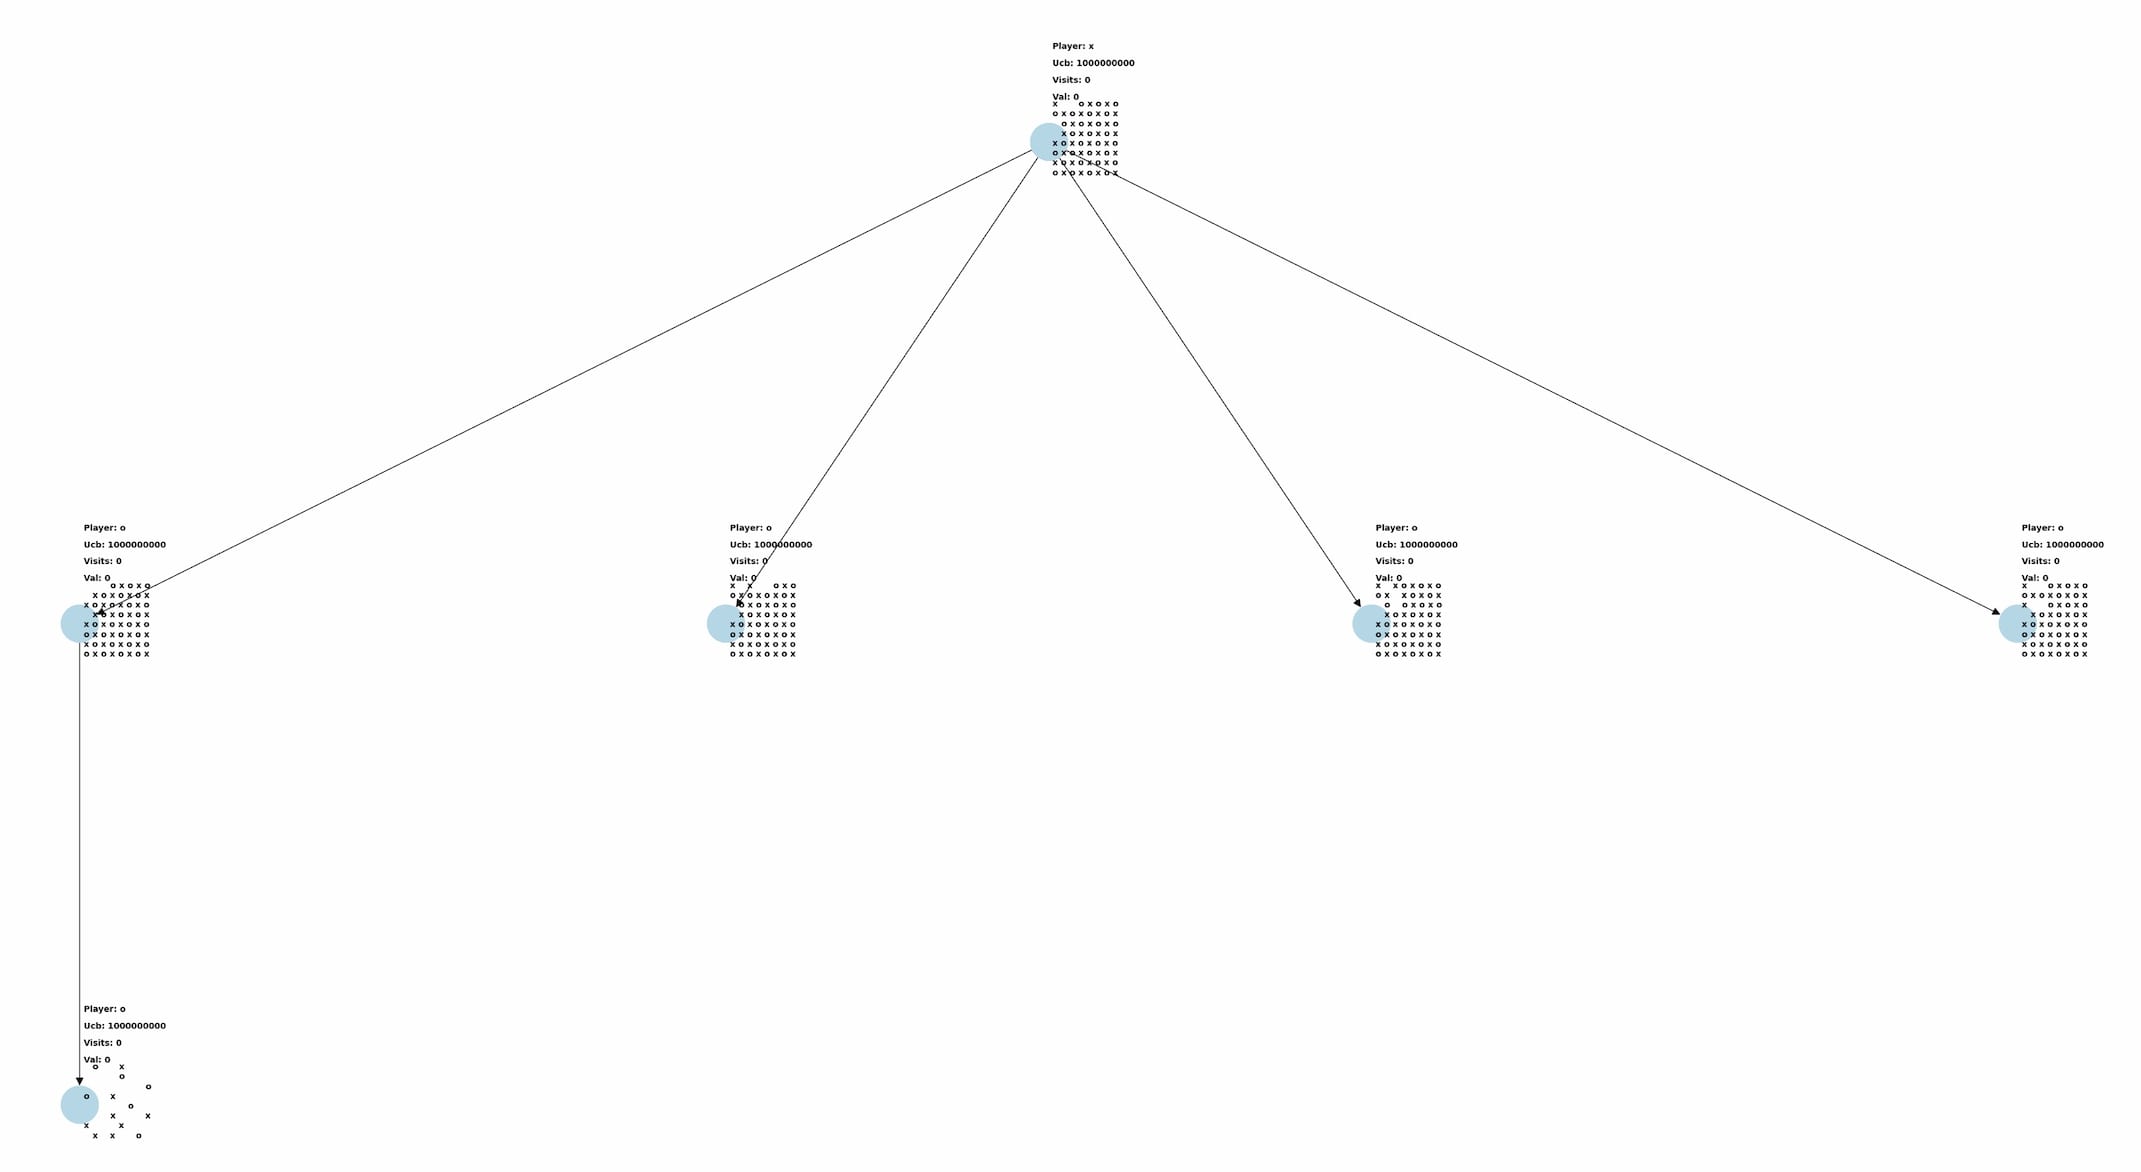 Player: x
Ucb: 1000000000
Visits: 0
Val: 0
x o x o x o
o x o x o x o x
o x o x o x o
x o x o x o x
x o x o x o x o
o x o x o x o x
x o x o x o x o
o x o x o x o x
Player: o
Ucb: 1000000000
Visits: 0
Val: 0
o x o x o
x o x o x o x
x o x o x o x o
x o x o x o x
x o x o x o x o
o x o x o x o x
x o x o x o x o
o x o x o x o x
Player: o
Ucb: 1000000000
Visits: 0
Val: 0
x x o x o
o x o x o x o x
o x o x o x o
x o x o x o x
x o x o x o x o
o x o x o x o x
x o x o x o x o
o x o x o x o x
Player: o
Ucb: 1000000000
Visits: 0
Val: 0
x x o x o x o
o x x o x o x
o o x o x o
x o x o x o x
x o x o x o x o
o x o x o x o x
x o x o x o x o
o x o x o x o x
Player: o
Ucb: 1000000000
Visits: 0
Val: 0
x o x o x o
o x o x o x o x
x o x o x o
x o x o x o x
x o x o x o x o
o x o x o x o x
x o x o x o x o
o x o x o x o x
Player: o
Ucb: 1000000000
Visits: 0
Val: 0
o x
o
o
o x
o
x x
x x
x x o